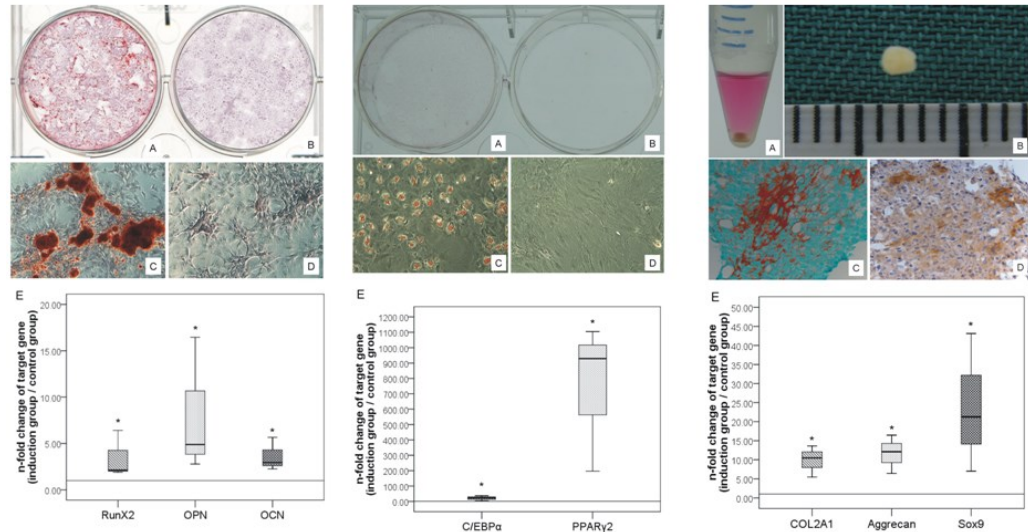 A
B
C
D
E
n-fold change of target gene
(induction group / control group)
20.00
15.00
10.00
5.00
0.00
*
*
*
RunX2
OPN
OCN
A
B
C
D
E
n-fold change of target gene
(induction group / control group)
1200.00
1100.00
1000.00
900.00
800.00
700.00
600.00
500.00
400.00
300.00
200.00
100.00
0.00
*
*
C/EBPα
PPARγ2
A
B
C
D
E
n-fold change of target gene
(induction group / control group)
50.00
45.00
40.00
35.00
30.00
25.00
20.00
15.00
10.00
5.00
0.00
*
*
*
COL2A1
Aggrecan
Sox9